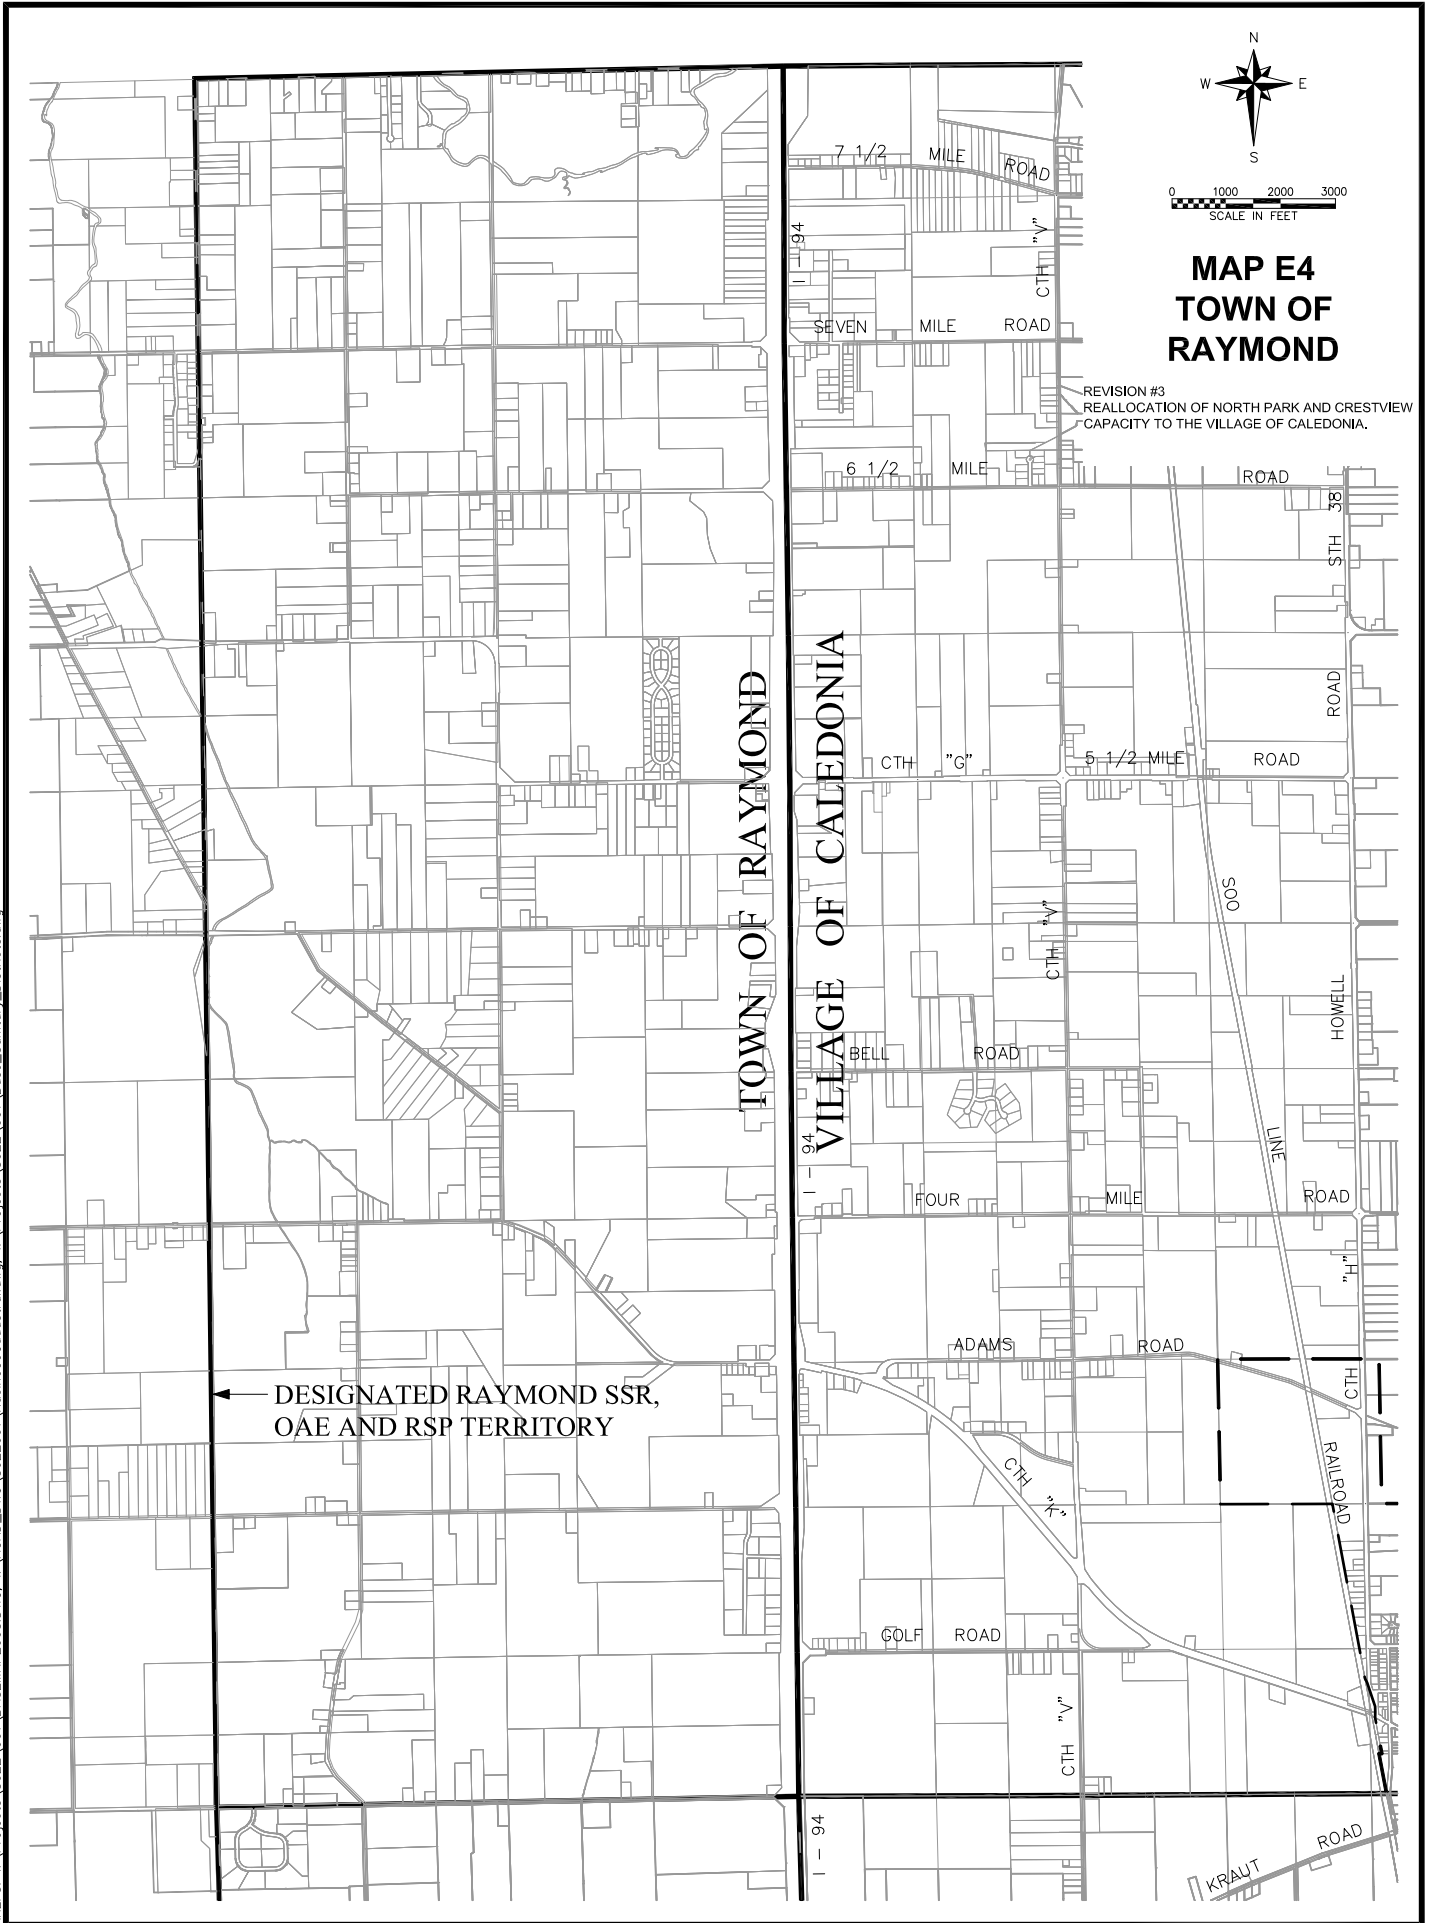 N
W E
S
0 1000 2000 3000
SCALE IN FEET
MAP E4
TOWN OF
RAYMOND
REVISION #3
REALLOCATION OF NORTH PARK AND CRESTVIEW
CAPACITY TO THE VILLAGE OF CALEDONIA.
7 1/2 MILE ROAD
I - 94
CTH "V"
SEVEN MILE ROAD
6 1/2 MILE ROAD
STH 38
ROAD
TOWN OF RAYMOND
VILLAGE OF CALEDONIA
CTH "G"
5 1/2 MILE ROAD
SOO LINE RAILROAD
CTH "V"
HOWELL
BELL ROAD
I - 94
FOUR MILE ROAD
CTH "H"
ADAMS ROAD
DESIGNATED RAYMOND SSR,
OAE AND RSP TERRITORY
CTH "K"
GOLF ROAD
CTH "V"
I - 94
KRAUT ROAD